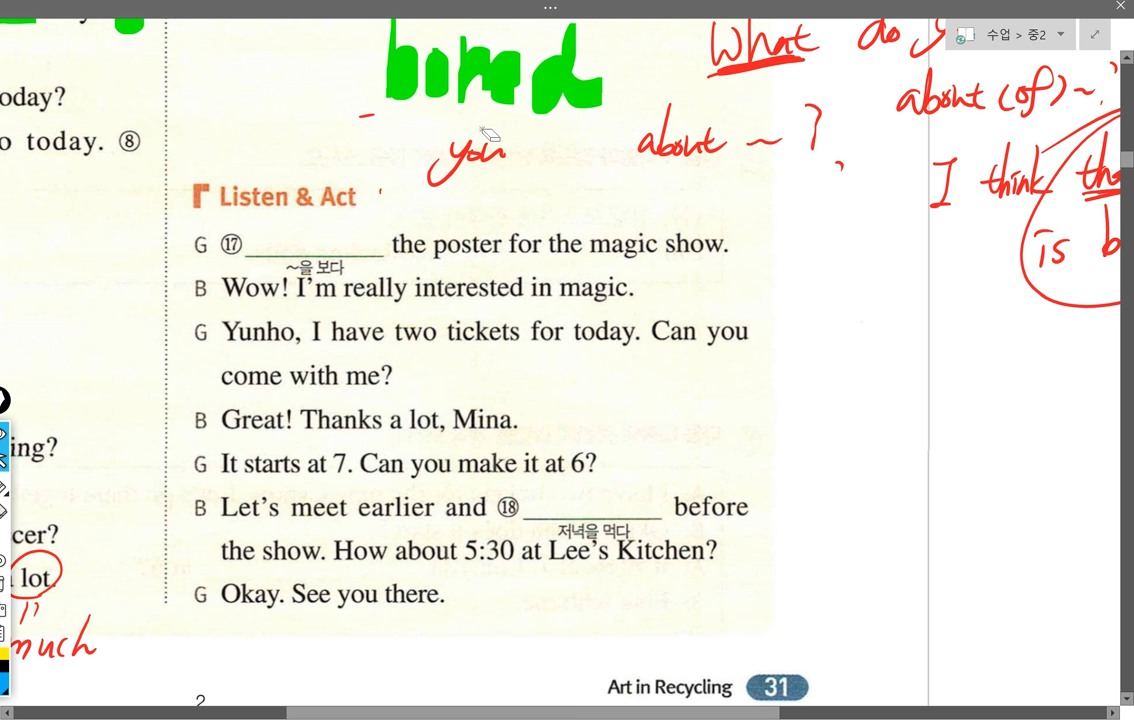 수업 > 중2
bored
What do y
about (of) ~?
you about ~ ?
I think tha
is b
oday?
o today. ⑧
Listen & Act
G ⑰ ________ the poster for the magic show.
~을 보다
B Wow! I'm really interested in magic.
G Yunho, I have two tickets for today. Can you
come with me?
B Great! Thanks a lot, Mina.
G It starts at 7. Can you make it at 6?
B Let's meet earlier and ⑱ ________ before
저녁을 먹다
the show. How about 5:30 at Lee's Kitchen?
G Okay. See you there.
ing?
cer?
lot.
much
Art in Recycling 31
2